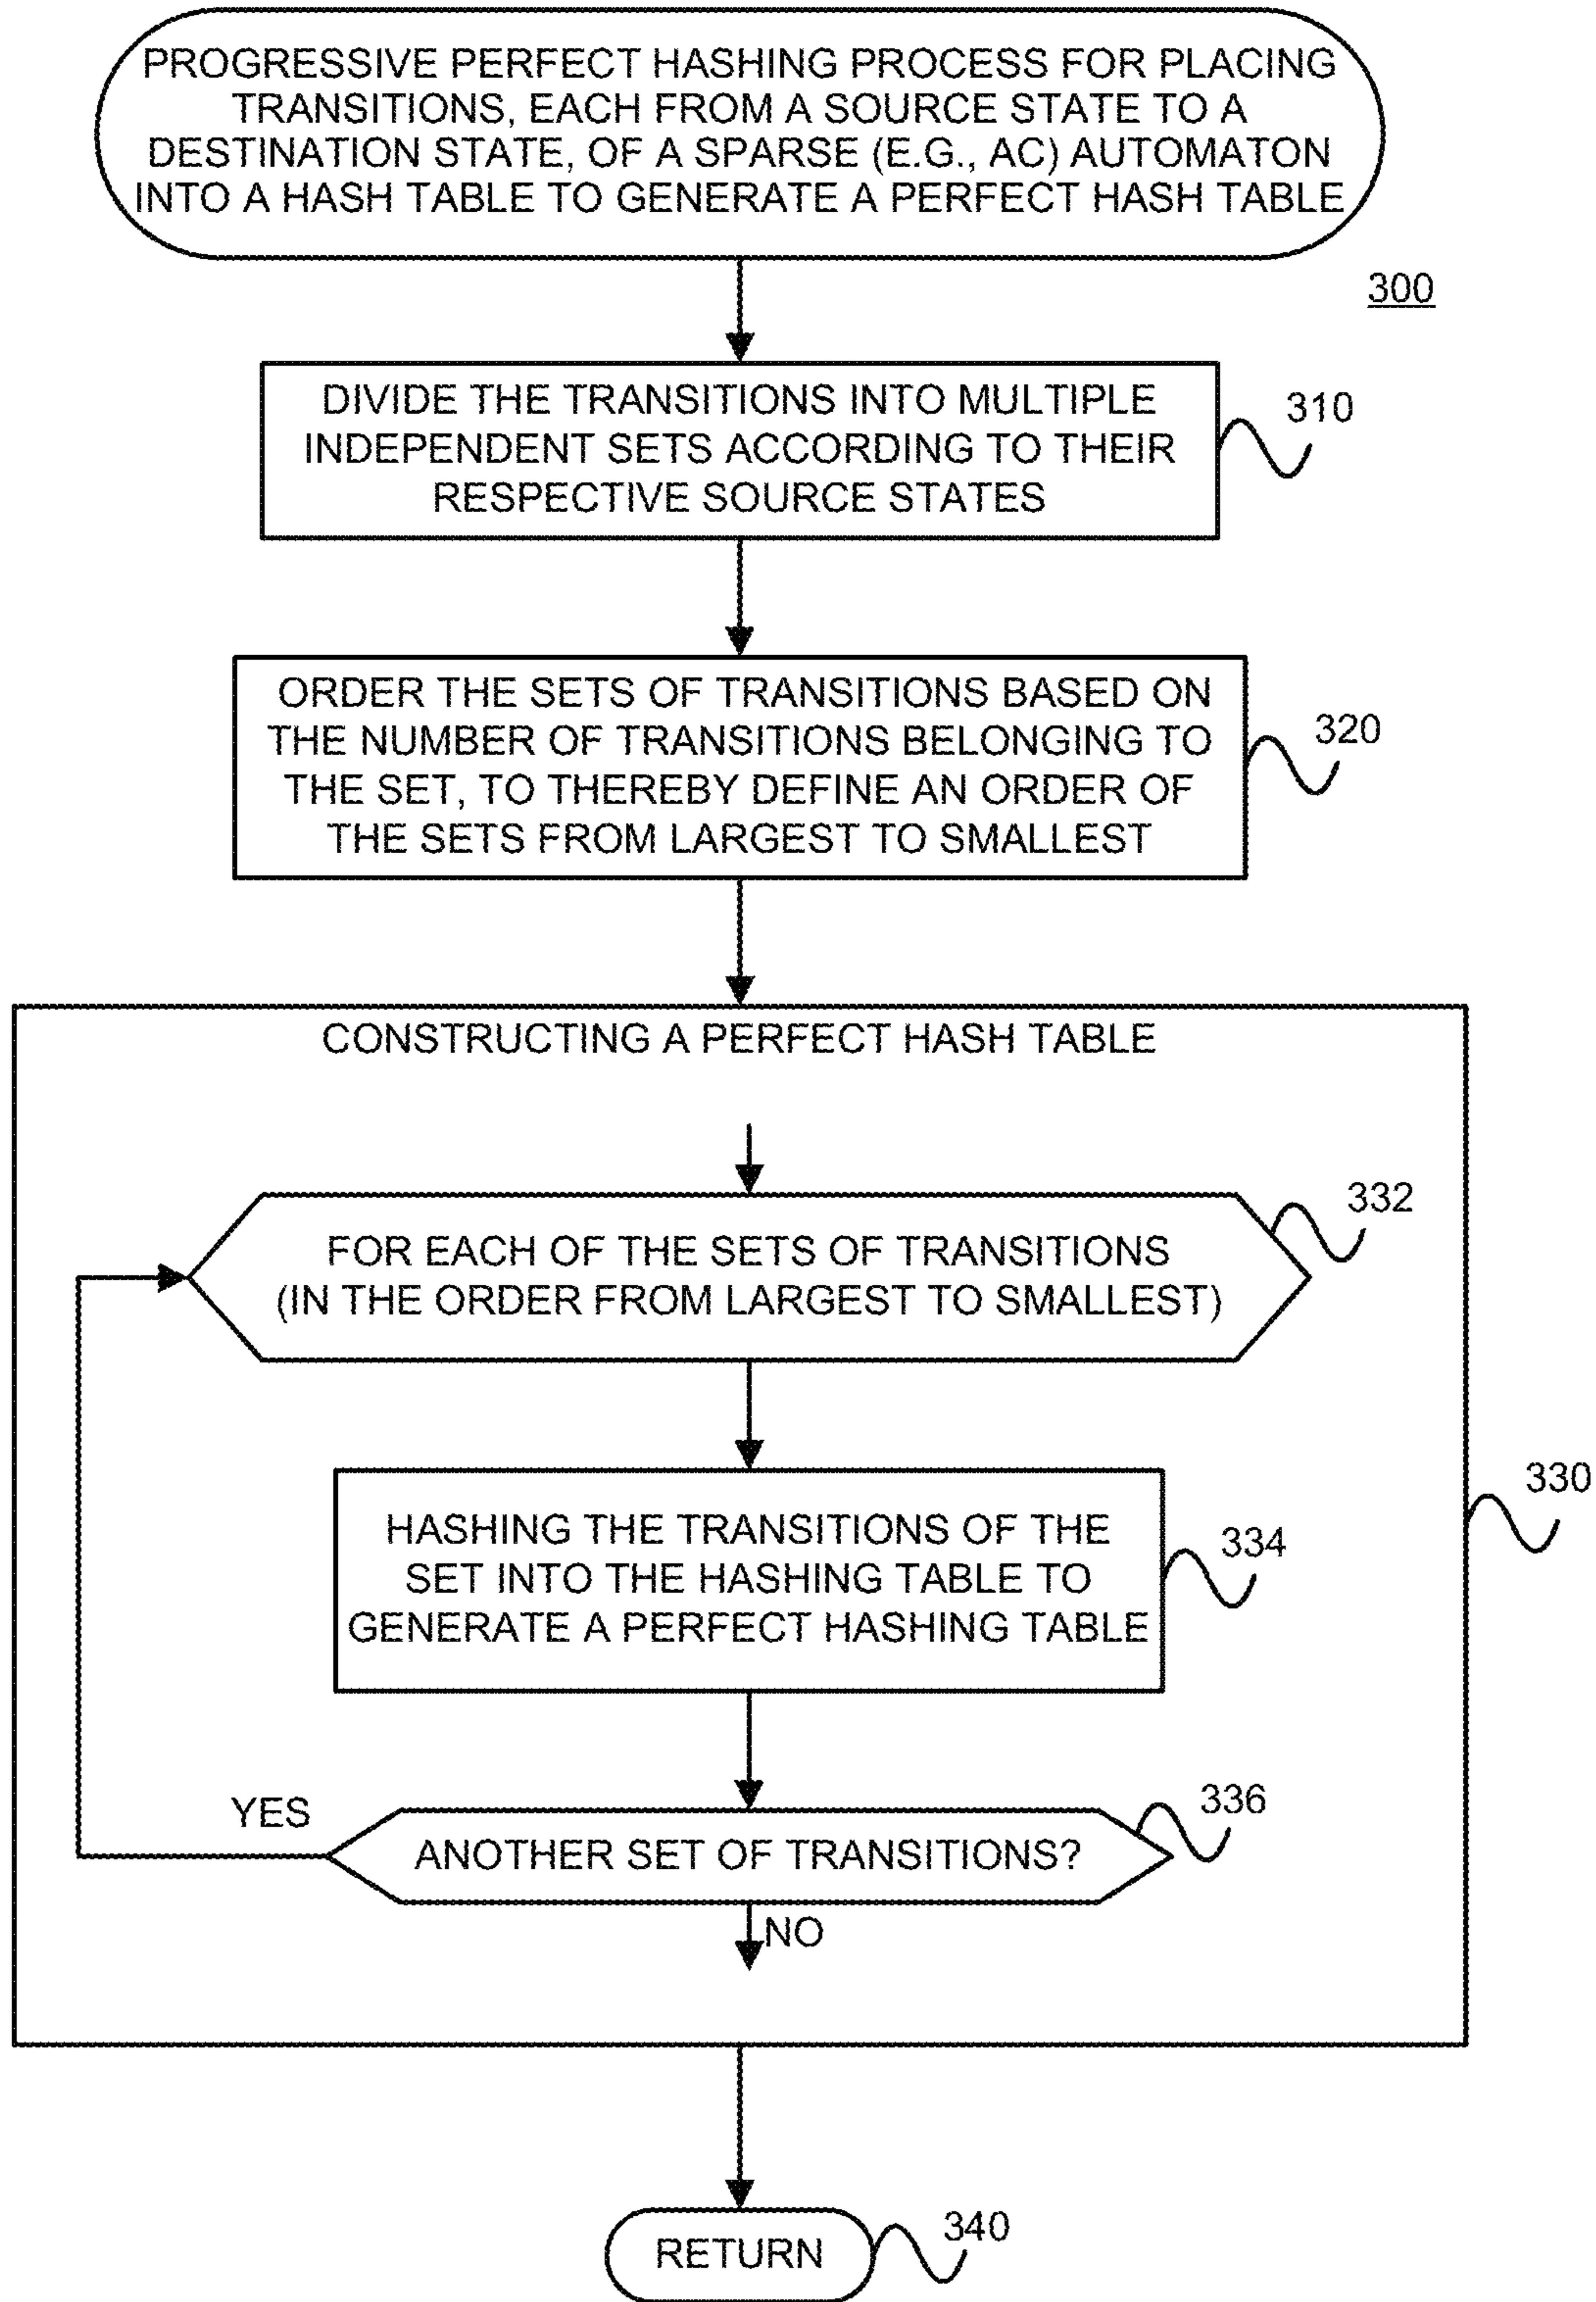 PROGRESSIVE PERFECT HASHING PROCESS FOR PLACING
TRANSITIONS, EACH FROM A SOURCE STATE TO A
DESTINATION STATE, OF A SPARSE (E.G., AC) AUTOMATON
INTO A HASH TABLE TO GENERATE A PERFECT HASH TABLE
300
DIVIDE THE TRANSITIONS INTO MULTIPLE
INDEPENDENT SETS ACCORDING TO THEIR
RESPECTIVE SOURCE STATES
310
ORDER THE SETS OF TRANSITIONS BASED ON
THE NUMBER OF TRANSITIONS BELONGING TO
THE SET, TO THEREBY DEFINE AN ORDER OF
THE SETS FROM LARGEST TO SMALLEST
320
CONSTRUCTING A PERFECT HASH TABLE
332
FOR EACH OF THE SETS OF TRANSITIONS
(IN THE ORDER FROM LARGEST TO SMALLEST)
330
HASHING THE TRANSITIONS OF THE
SET INTO THE HASHING TABLE TO
GENERATE A PERFECT HASHING TABLE
334
YES
336
ANOTHER SET OF TRANSITIONS?
NO
RETURN
340